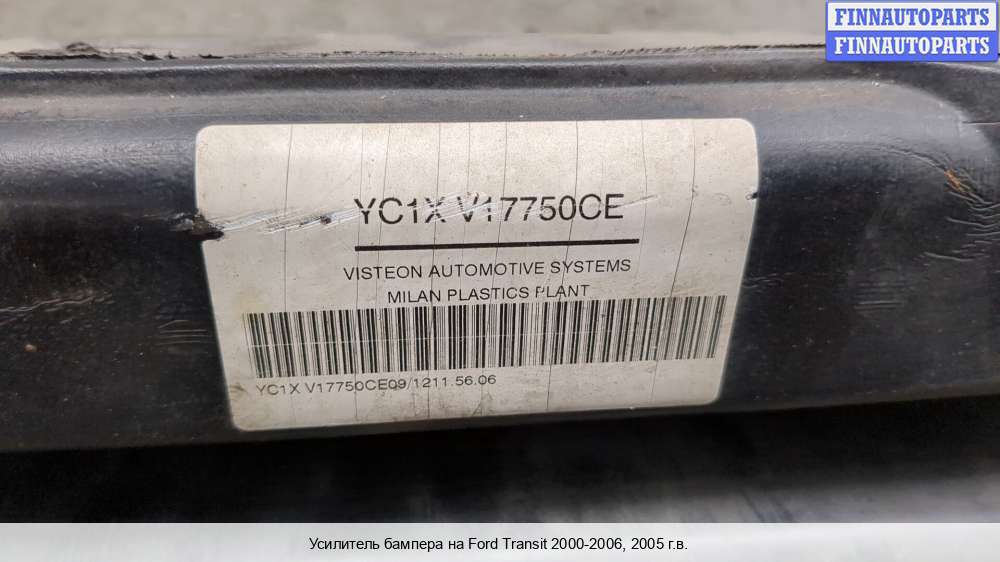 FINNAUTOPARTS
FINNAUTOPARTS
YC1X V17750CE
VISTEON AUTOMOTIVE SYSTEMS
MILAN PLASTICS PLANT
YC1X V17750CE09/1211.56.06
Усилитель бампера на Ford Transit 2000-2006, 2005 г.в.